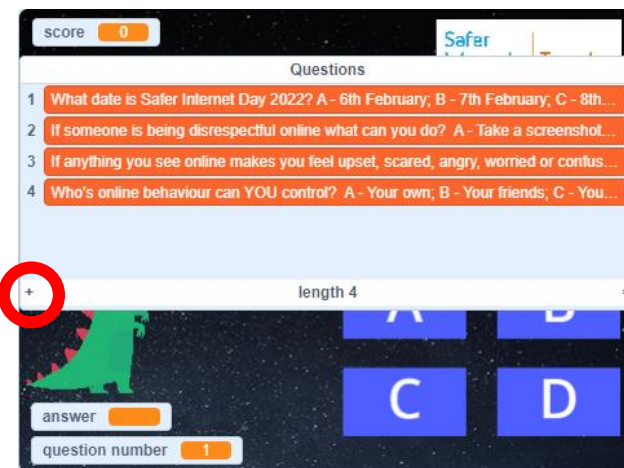 score 0
Safer
Questions
1 What date is Safer Internet Day 2022? A - 6th February; B - 7th February; C - 8th...
2 If someone is being disrespectful online what can you do? A - Take a screenshot...
3 If anything you see online makes you feel upset, scared, angry, worried or confus...
4 Who's online behaviour can YOU control? A - Your own; B - Your friends; C - You...
+ length 4 =
A B
C D
answer
question number 1